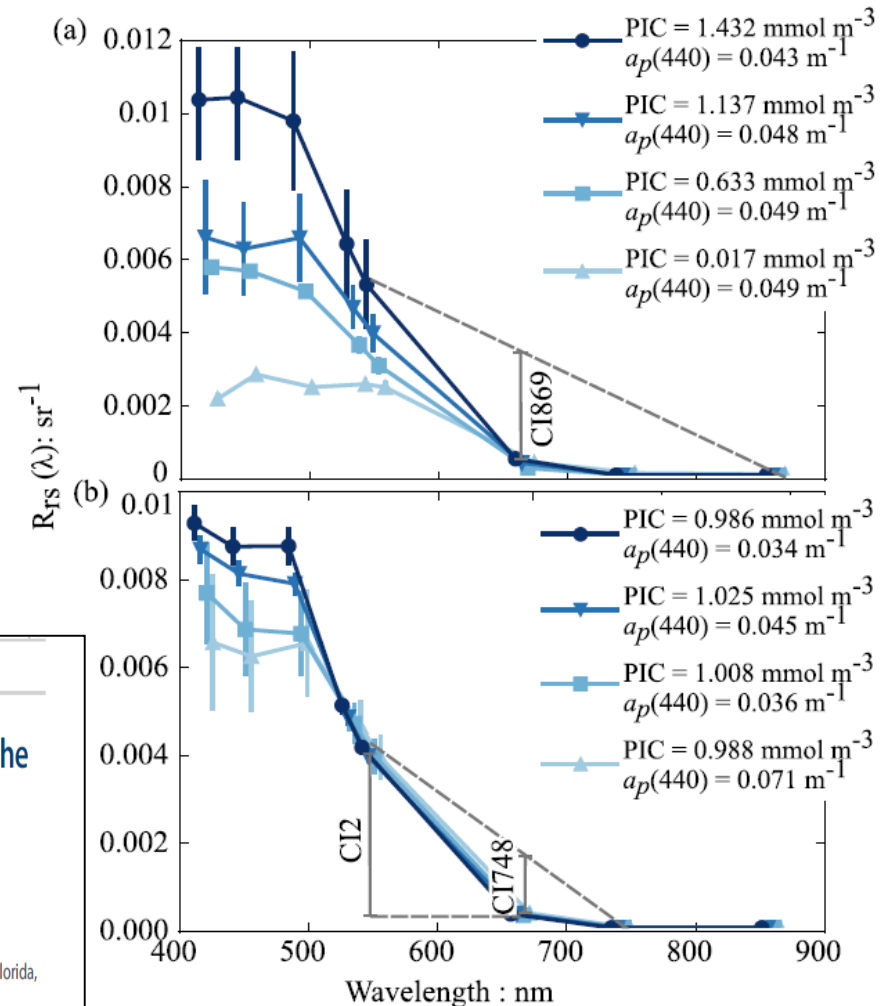 (a)
0.012
0.01
0.008
0.006
0.004
0.002
0
PIC = 1.432 mmol m-3
ap(440) = 0.043 m-1
PIC = 1.137 mmol m-3
ap(440) = 0.048 m-1
PIC = 0.633 mmol m-3
ap(440) = 0.049 m-1
PIC = 0.017 mmol m-3
ap(440) = 0.049 m-1
CI869
Rrs (λ): sr-1
(b)
0.01
0.008
0.006
0.004
0.002
0.000
PIC = 0.986 mmol m-3
ap(440) = 0.034 m-1
PIC = 1.025 mmol m-3
ap(440) = 0.045 m-1
PIC = 1.008 mmol m-3
ap(440) = 0.036 m-1
PIC = 0.988 mmol m-3
ap(440) = 0.071 m-1
CI2
CI748
400 500 600 700 800 900
Wavelength : nm
he
lorida,